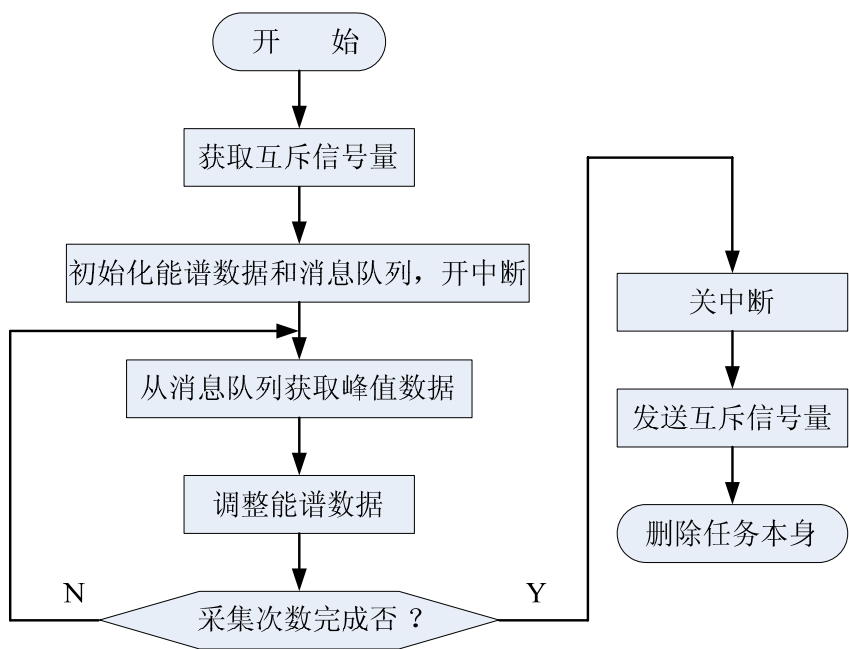 开 始
获取互斥信号量
初始化能谱数据和消息队列，开中断
从消息队列获取峰值数据
调整能谱数据
采集次数完成否 ？
N
Y
关中断
发送互斥信号量
删除任务本身